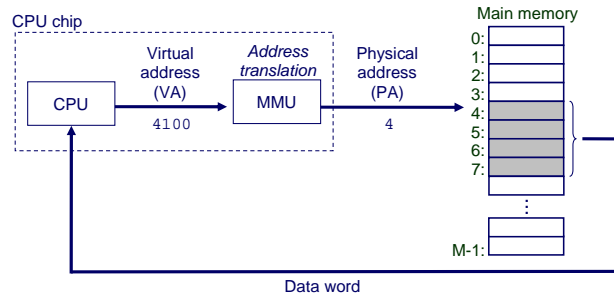 CPU chip
Main memory
Virtual
address
(VA)
Address
translation
Physical
address
(PA)
CPU
MMU
4100
4
0:
1:
2:
3:
4:
5:
6:
7:
...
M-1:
Data word